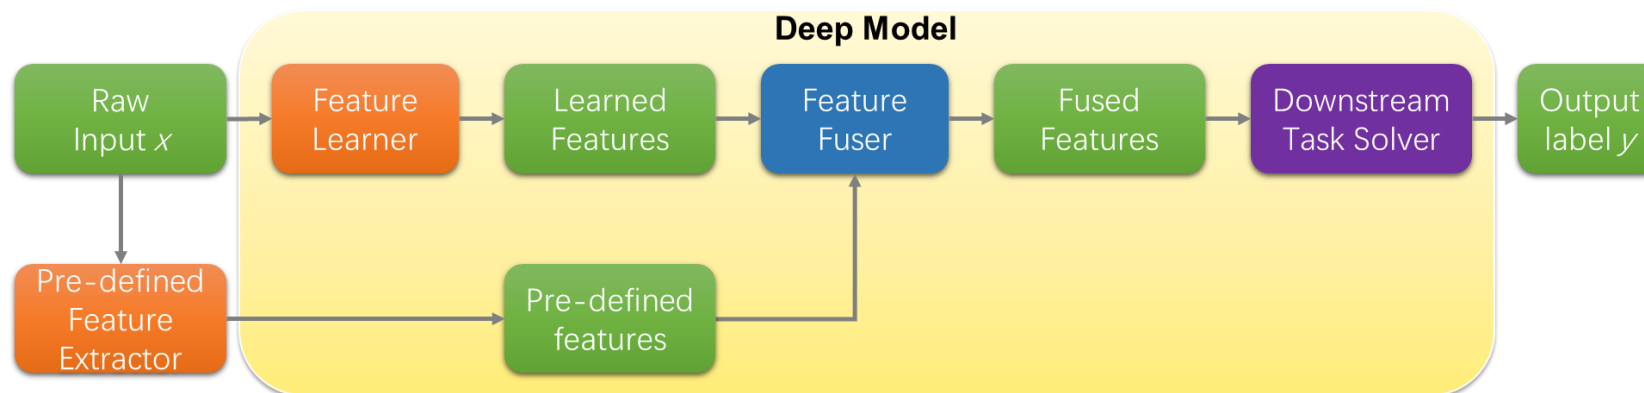 Deep Model
Raw
Input x
Feature
Learner
Learned
Features
Feature
Fuser
Fused
Features
Downstream
Task Solver
Output
label y
Pre-defined
Feature
Extractor
Pre-defined
features